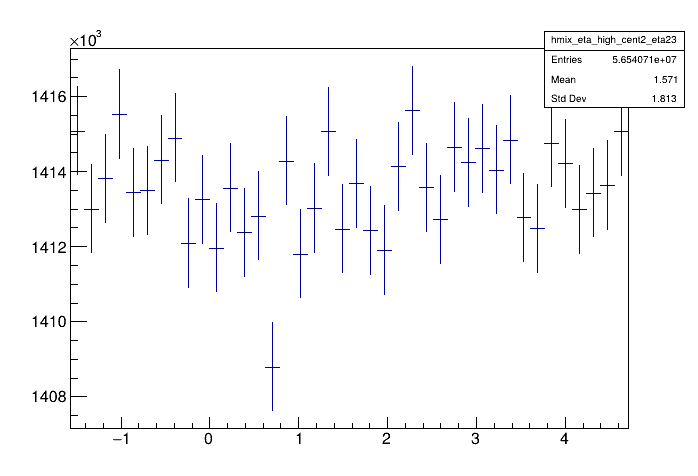 ×10³
hmix_eta_high_cent2_eta23
Entries 5.654071e+07
Mean 1.571
Std Dev 1.813
1416
1414
1412
1410
1408
−1 0 1 2 3 4